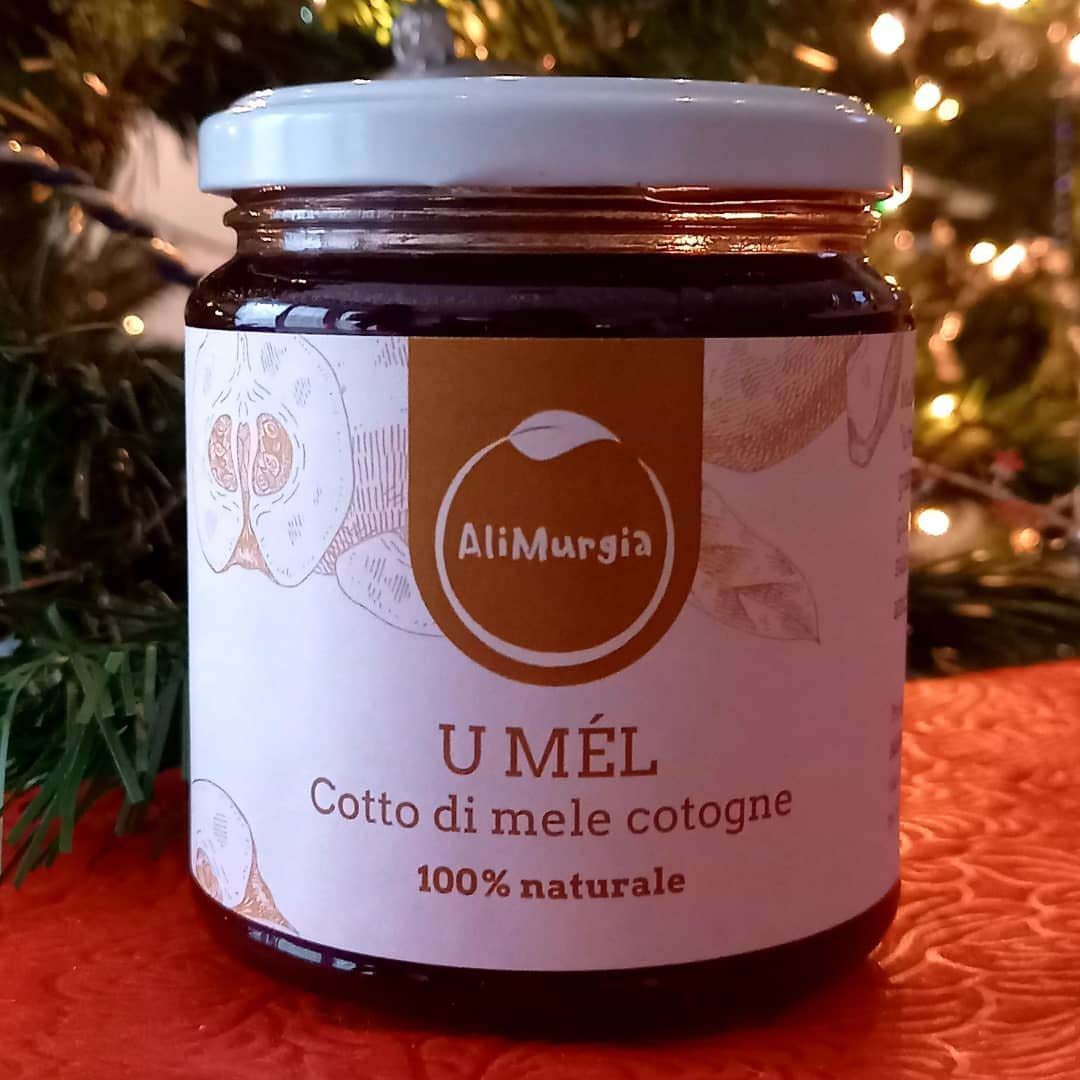 AliMurgia
U MÉL
Cotto di mele cotogne
100% naturale